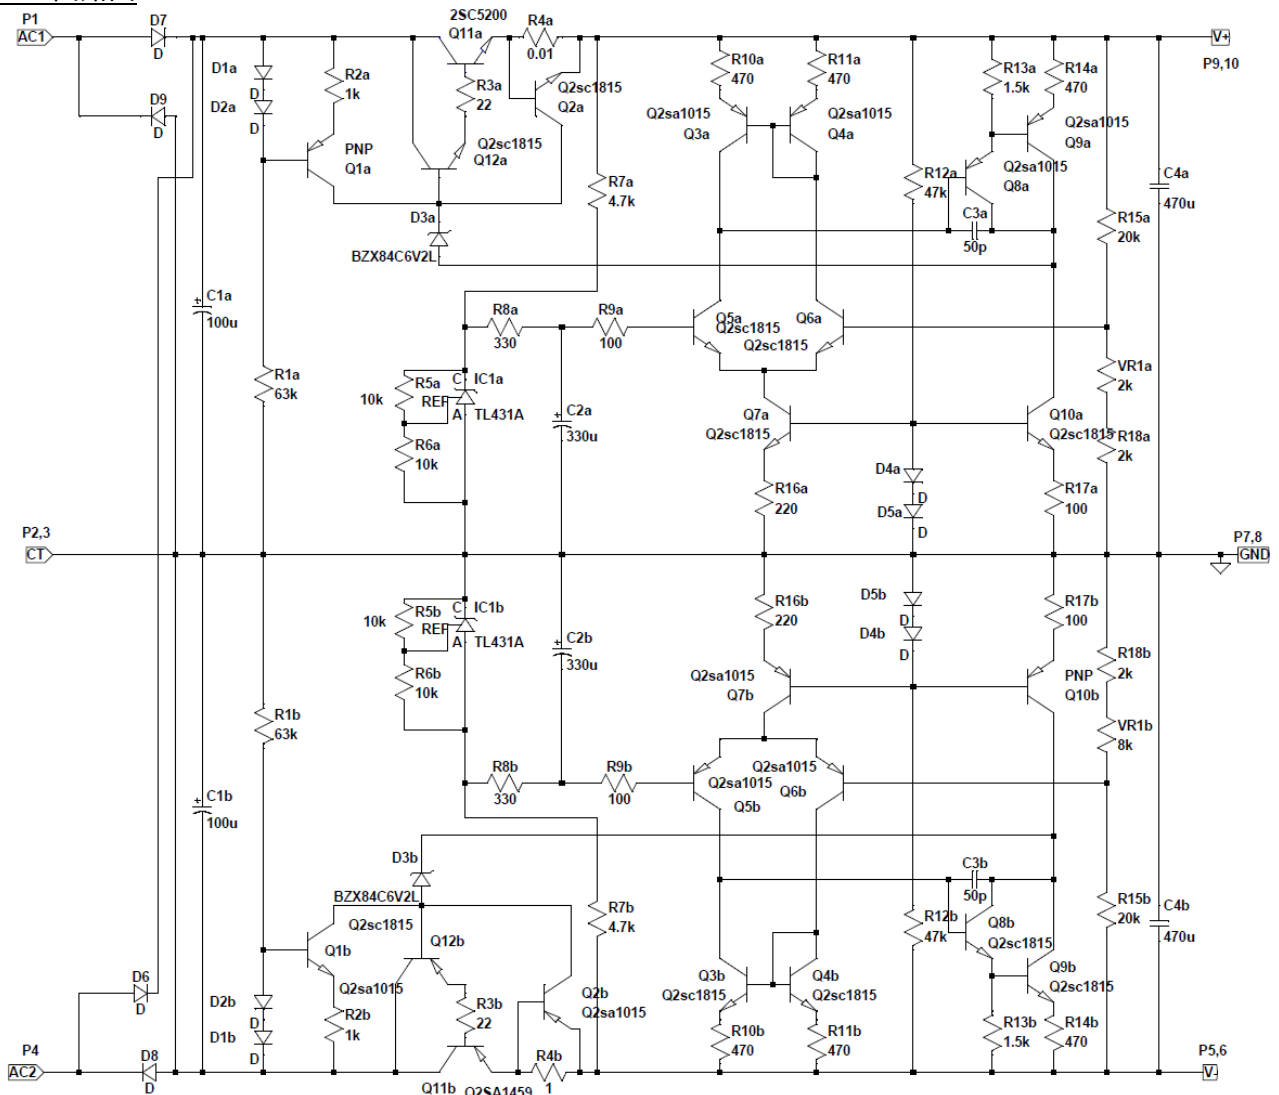 P1
AC1
D7
D
2SC5200
Q11a
R4a
0.01
V+
P9,10
D1a
D
D2a
D
R2a
1k
R3a
22
Q2sc1815
Q2a
R10a
470
R11a
470
R13a
1.5k
R14a
470
D9
D
PNP
Q1a
Q2sc1815
Q12a
Q2sa1015
Q3a
Q2sa1015
Q4a
Q2sa1015
Q9a
Q2sa1015
Q8a
R12a
47k
C4a
470u
R7a
4.7k
D3a
BZX84C6V2L
C3a
50p
R15a
20k
C1a
100u
R8a
330
R9a
100
Q5a
Q2sc1815
Q6a
Q2sc1815
R1a
63k
R5a
10k
C
IC1a
REF
A
TL431A
R6a
10k
C2a
330u
Q7a
Q2sc1815
Q10a
Q2sc1815
VR1a
2k
R18a
2k
D4a
D
D5a
D
R16a
220
R17a
100
P2,3
CT
P7,8
GND
R5b
10k
C
IC1b
REF
A
TL431A
R6b
10k
C2b
330u
R16b
220
D5b
D
D4b
D
R17b
100
Q2sa1015
Q7b
PNP
Q10b
R18b
2k
VR1b
8k
R1b
63k
R8b
330
R9b
100
Q2sa1015
Q5b
Q2sa1015
Q6b
C1b
100u
D3b
BZX84C6V2L
C3b
50p
R15b
20k
C4b
470u
R7b
4.7k
R12b
47k
Q2sc1815
Q1b
Q12b
Q2sa1015
Q8b
Q2sc1815
Q9b
Q2sc1815
Q3b
Q2sc1815
Q4b
Q2sc1815
D6
D
D2b
D
D1b
D
R2b
1k
R3b
22
Q2b
Q2sa1015
R10b
470
R11b
470
R13b
1.5k
R14b
470
P4
AC2
D8
D
Q11b
Q2SA1459
R4b
1
P5,6
V-